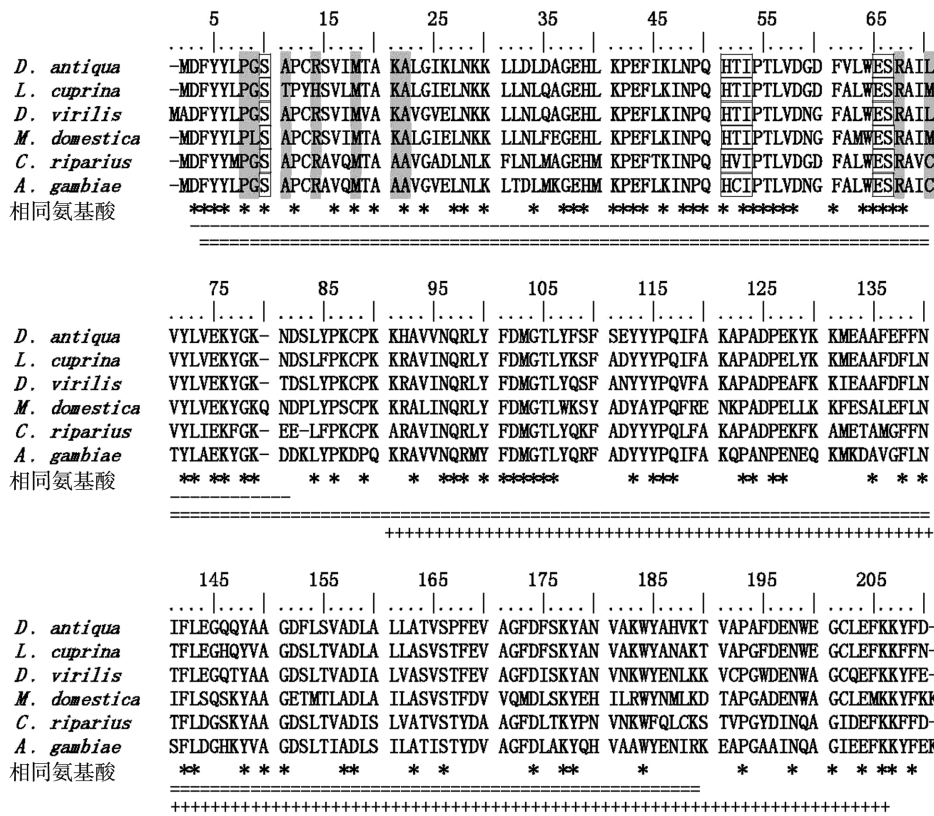 5 15 25 35 45 55 65
....|....| ....|....| ....|....| ....|....| ....|....| ....|....| ....|....|
D. antiqua -MDFYYLPGS APCRSVIMTA KALGIKLNKK LLDLDAGEHL KPEFIKLNPQ HTIPTLVDGD FVLWESRAIL
L. cuprina -MDFYYLPGS TPYHSVLMTA KALGIELNKK LLNLQAGEHL KPEFLKINPQ HTIPTLVDGD FALWESRAIM
D. virilis MADFYYLPGS APCRSVIMVA KAVGVELNKK LLNLQAGEHL KPEFLKINPQ HTIPTLVDNG FALWESRAIL
M. domestica -MDFYYLPLS APCRSVIMTA KALGIELNKK LLNLFEGEHL KPEFLKINPQ HTIPTLVDNG FAMWESRAIM
C. riparius MDFYYMPGS APCRAVQMTA AAVGADLNLK FLNLMAGEHM KPEFTKINPQ HVIPTLVDGD FALWESRAVC
A. gambiae -MDFYYLPGS APCRAVQMTA AAVGVELNLK LTDLMKGEHM KPEFLKINPQ HCIPTLVDNG FALWESRAIC
相同氨基酸 **** * * * * * * * ** * * *** **** * *** * ****** * *****
75 85 95 105 115 125 135
....|....| ....|....| ....|....| ....|....| ....|....| ....|....| ....|....|
D. antiqua VYLVEKYGK- NDSLYPKCPK KHAVVNQRLY FDMGTLYFSF SEYYYPQIFA KAPADPEKYK KMEAAFEFFN
L. cuprina VYLVEKYGK- NDSLFPKCPK KRAVINQRLY FDMGTLYKSF ADYYYPQIFA KAPADPELYK KMEAAFDFLN
D. virilis VYLVEKYGK- TDSLYPKCPK KRAVINQRLY FDMGTLYQSF ANYYYPQVFA KAPADPEAFK KIEAAFDFLN
M. domestica VYLVEKYGKQ NDPLYPSCPK KRALINQRLY FDMGTLWKSY ADYAYPQFRE NKPADPELLK KFESALEFLN
C. riparius VYLIEKFGK- EE-LFPKCPK ARAVINQRLY FDMGTLYQKF ADYYYPQLFA KAPADPEKFK AMETAMGFFN
A. gambiae TYLAEKYGK- DDKLYPKDPQ KRAVVNQRMY FDMGTLYQRF ADYYYPQIFA KQPANPENEQ KMKDAVGFLN
相同氨基酸 ** ** ** * * * * *** * ****** * *** ** ** * * *
145 155 165 175 185 195 205
....|....| ....|....| ....|....| ....|....| ....|....| ....|....| ....|....|
D. antiqua IFLEGQQYAA GDFLSVADLA LLATVSPFEV AGFDFSKYAN VAKWYAHVKT VAPAFDENWE GCLEFKKYFD-
L. cuprina TFLEGHQYVA GDSLTVADLA LLASVSTFEV AGFDFSKYAN VAKWYANAKT VAPGFDENWE GCLEFKKFFN-
D. virilis TFLEGQTYAA GDSLTVADIA LVASVSTFEV AGFDISKYAN VNKWYENLKK VCPGWDENWA GCQEFKKYFE-
M. domestica IFLSQSKYAA GETMTLADLA ILASVSTFDV VQMDLSKYEH ILRWYNMLKD TAPGADENWA GCLEMKKYFKK
C. riparius TFLDGSKYAA GDSLTVADIS LVATVSTYDA AGFDLTKYPN VNKWFQLCKS TVPGYDINQA GIDEFKKFFD-
A. gambiae SFLDGHKYVA GDSLTIADLS ILATISTYDV AGFDLAKYQH VAAWYENIRK EAPGAAINQA GIEEFKKYFEK
相同氨基酸 ** * * * ** * * * ** * * * * * ** *